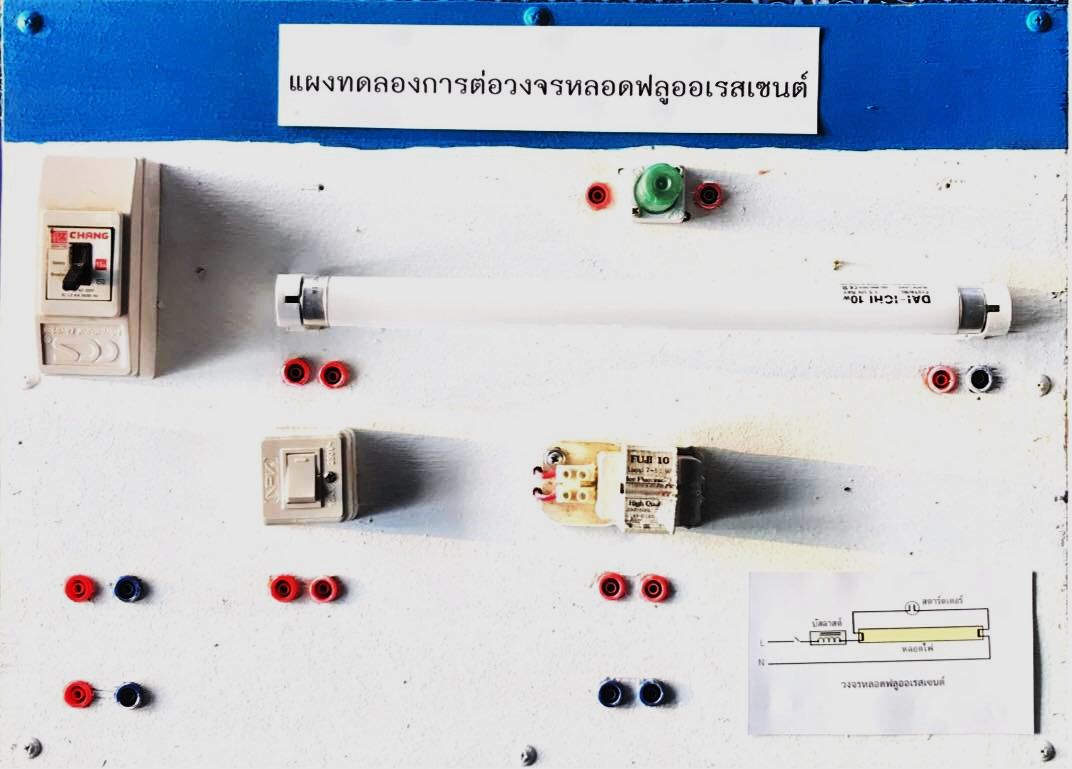 แผงทดลองการต่อวงจรหลอดฟลูออเรสเซนต์
CHANG
DAI-ICHI 10W
FUJI 10
High Qua
สตาร์ตเตอร์
บัลลาสต์
L
หลอดไฟ
N
วงจรหลอดฟลูออเรสเซนต์